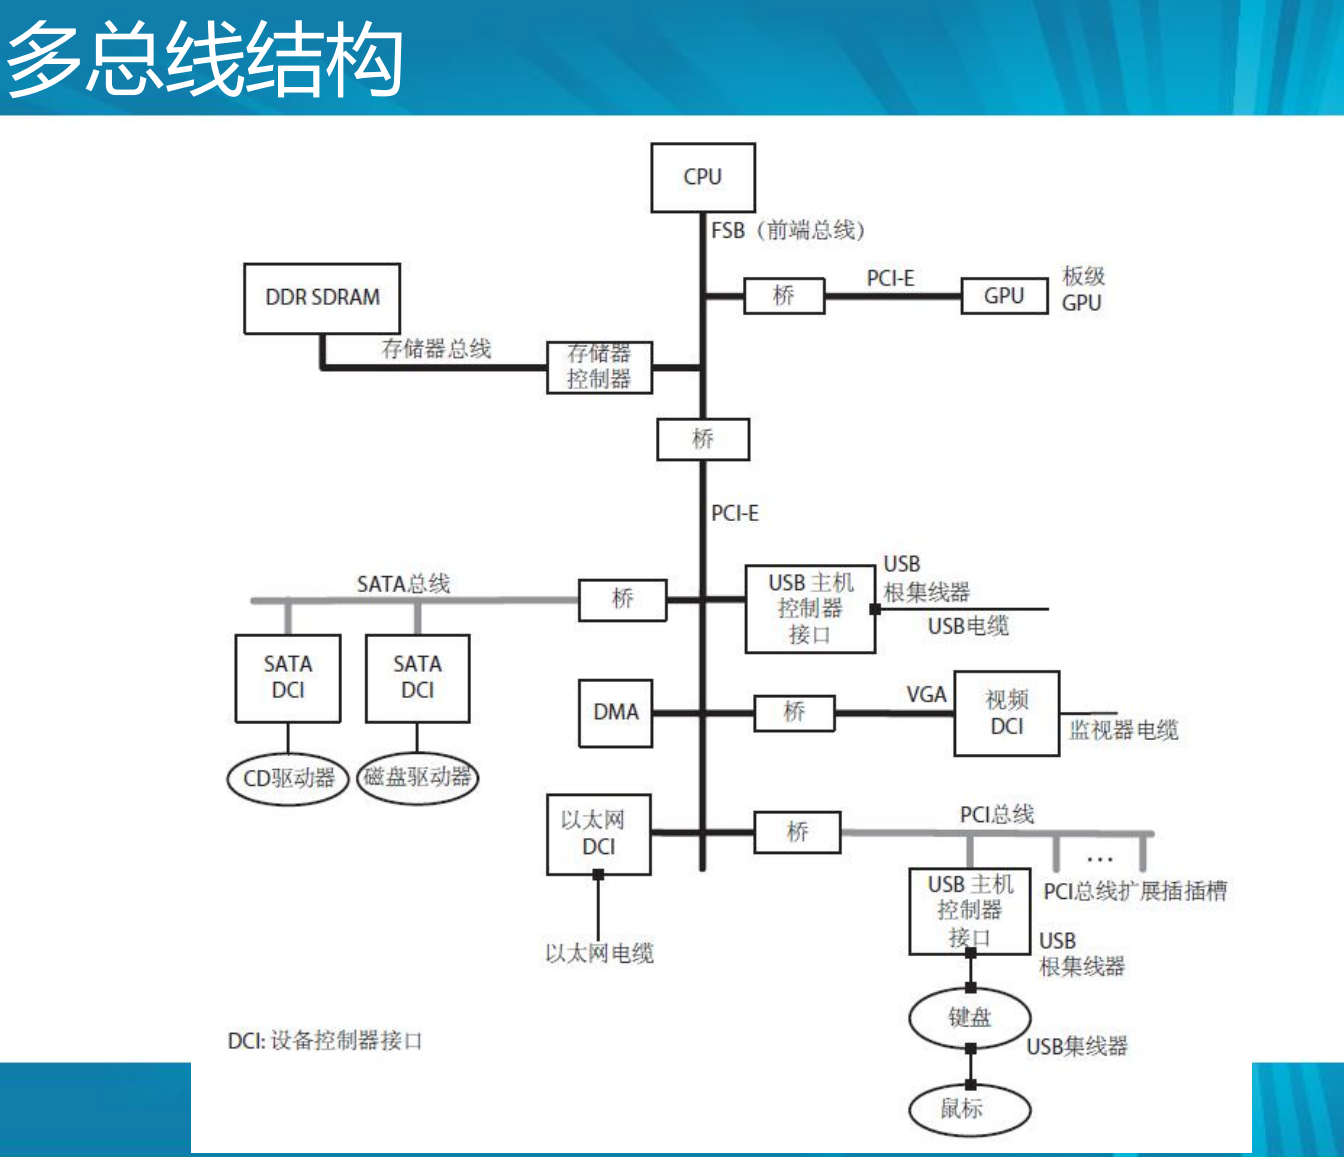 多总线结构
CPU
FSB（前端总线）
桥
PCI-E
GPU
板级
GPU
DDR SDRAM
存储器总线
存储器
控制器
桥
PCI-E
SATA总线
桥
USB 主机
控制器
接口
USB
根集线器
USB电缆
SATA
DCI
SATA
DCI
CD驱动器
磁盘驱动器
DMA
桥
VGA
视频
DCI
监视器电缆
以太网
DCI
以太网电缆
桥
PCI总线
...
PCI总线扩展插插槽
USB 主机
控制器
接口
USB
根集线器
键盘
USB集线器
鼠标
DCI: 设备控制器接口